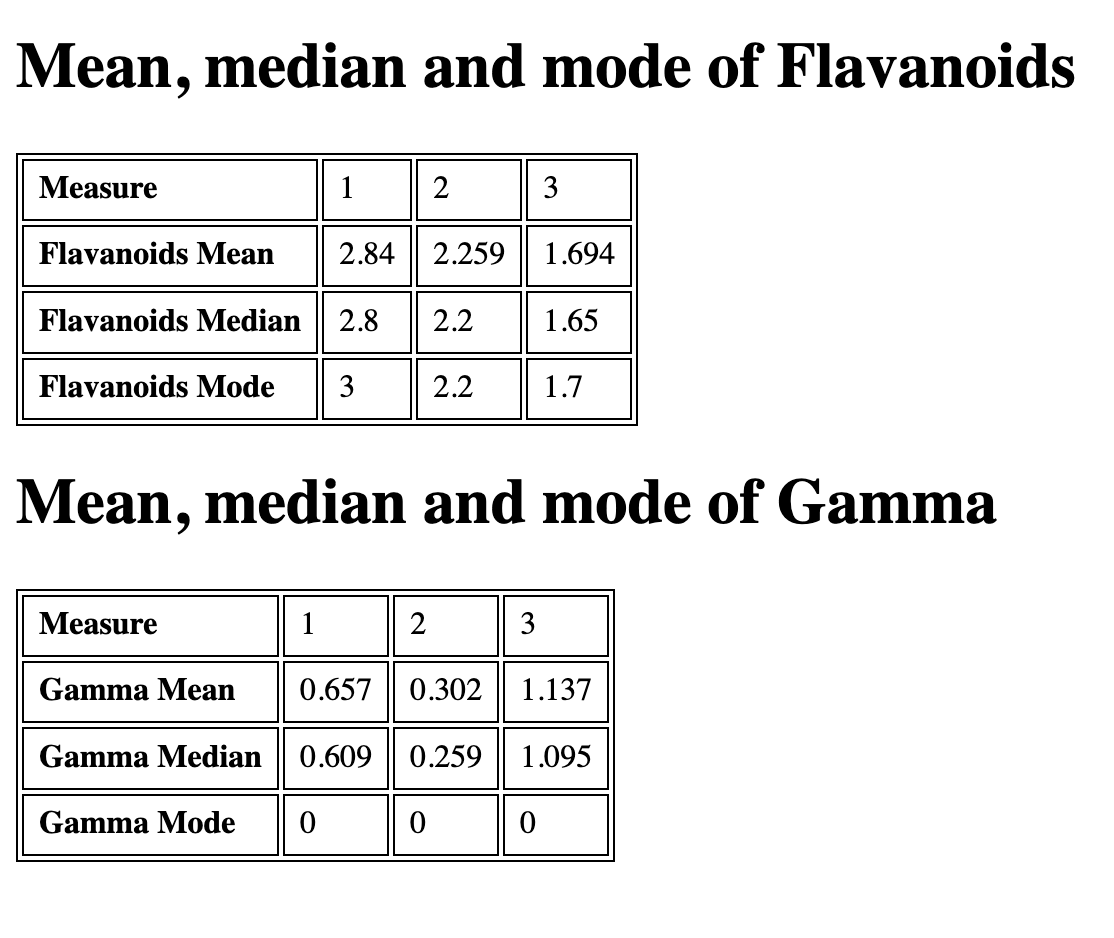 Mean, median and mode of Flavanoids
Measure 1 2 3
Flavanoids Mean 2.84 2.259 1.694
Flavanoids Median 2.8 2.2 1.65
Flavanoids Mode 3 2.2 1.7
Mean, median and mode of Gamma
Measure 1 2 3
Gamma Mean 0.657 0.302 1.137
Gamma Median 0.609 0.259 1.095
Gamma Mode 0 0 0